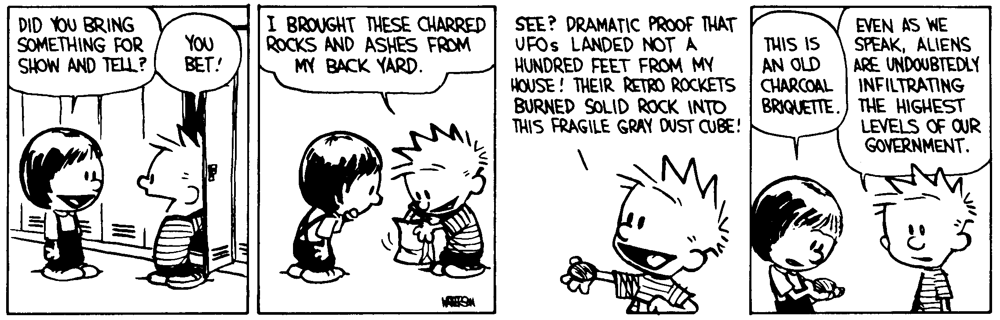 DID YOU BRING
SOMETHING FOR
SHOW AND TELL?
YOU
BET!
I BROUGHT THESE CHARRED
ROCKS AND ASHES FROM
MY BACK YARD.
WATTERSON
SEE? DRAMATIC PROOF THAT
UFOs LANDED NOT A
HUNDRED FEET FROM MY
HOUSE! THEIR RETRO ROCKETS
BURNED SOLID ROCK INTO
THIS FRAGILE GRAY DUST CUBE!
THIS IS
AN OLD
CHARCOAL
BRIQUETTE.
EVEN AS WE
SPEAK, ALIENS
ARE UNDOUBTEDLY
INFILTRATING
THE HIGHEST
LEVELS OF OUR
GOVERNMENT.